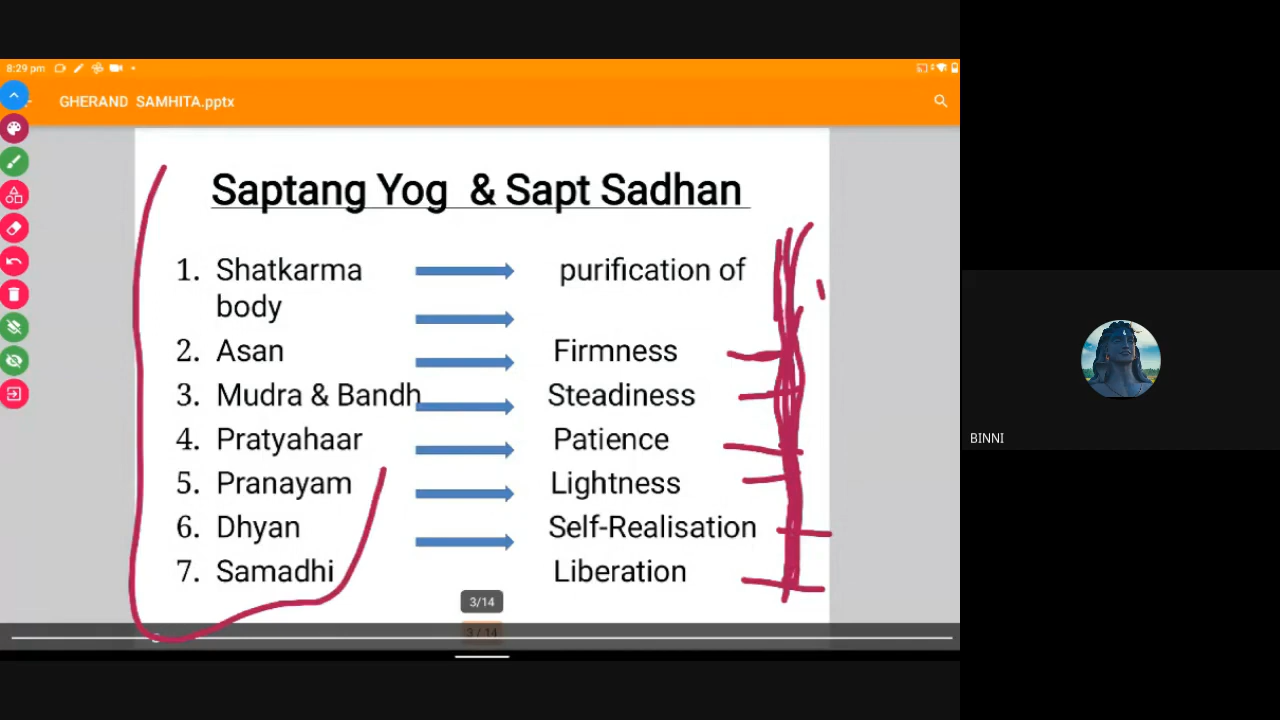 8:29 pm
GHERAND SAMHITA.pptx
Saptang Yog & Sapt Sadhan
1. Shatkarma purification of
body
2. Asan Firmness
3. Mudra & Bandh Steadiness
4. Pratyahaar Patience
5. Pranayam Lightness
6. Dhyan Self-Realisation
7. Samadhi Liberation
3/14
3 / 14
BINNI